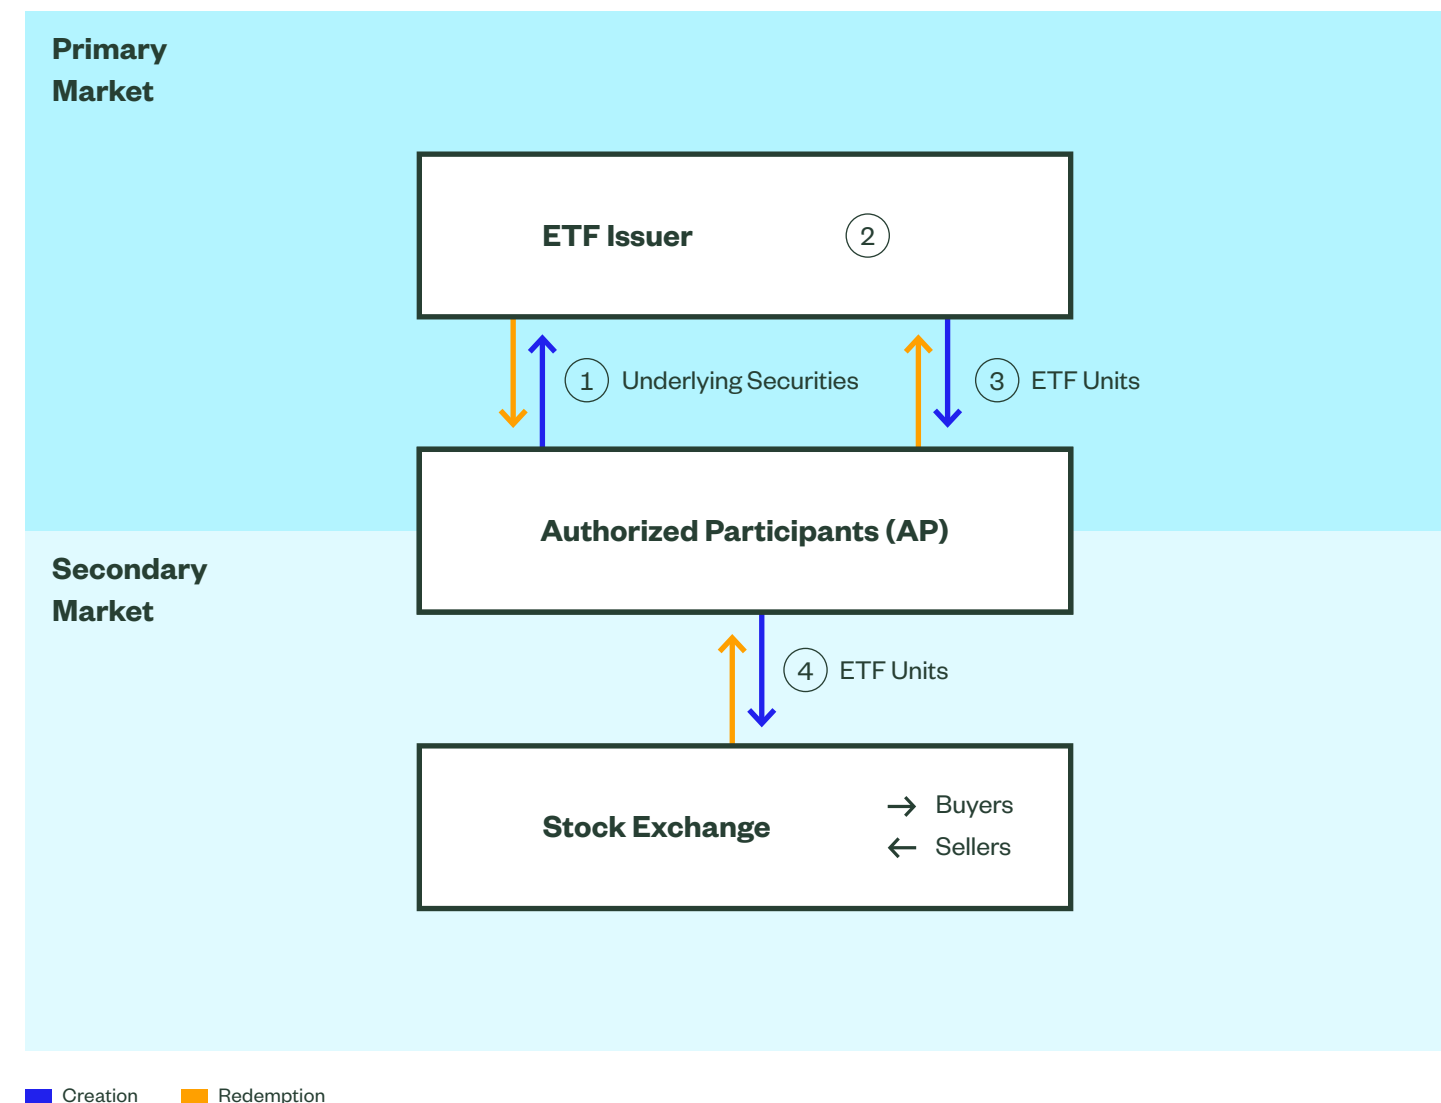 Primary
Market
ETF Issuer
2
1
Underlying Securities
3
ETF Units
Authorized Participants (AP)
Secondary
Market
4
ETF Units
Stock Exchange
Buyers
Sellers
Creation
Redemption